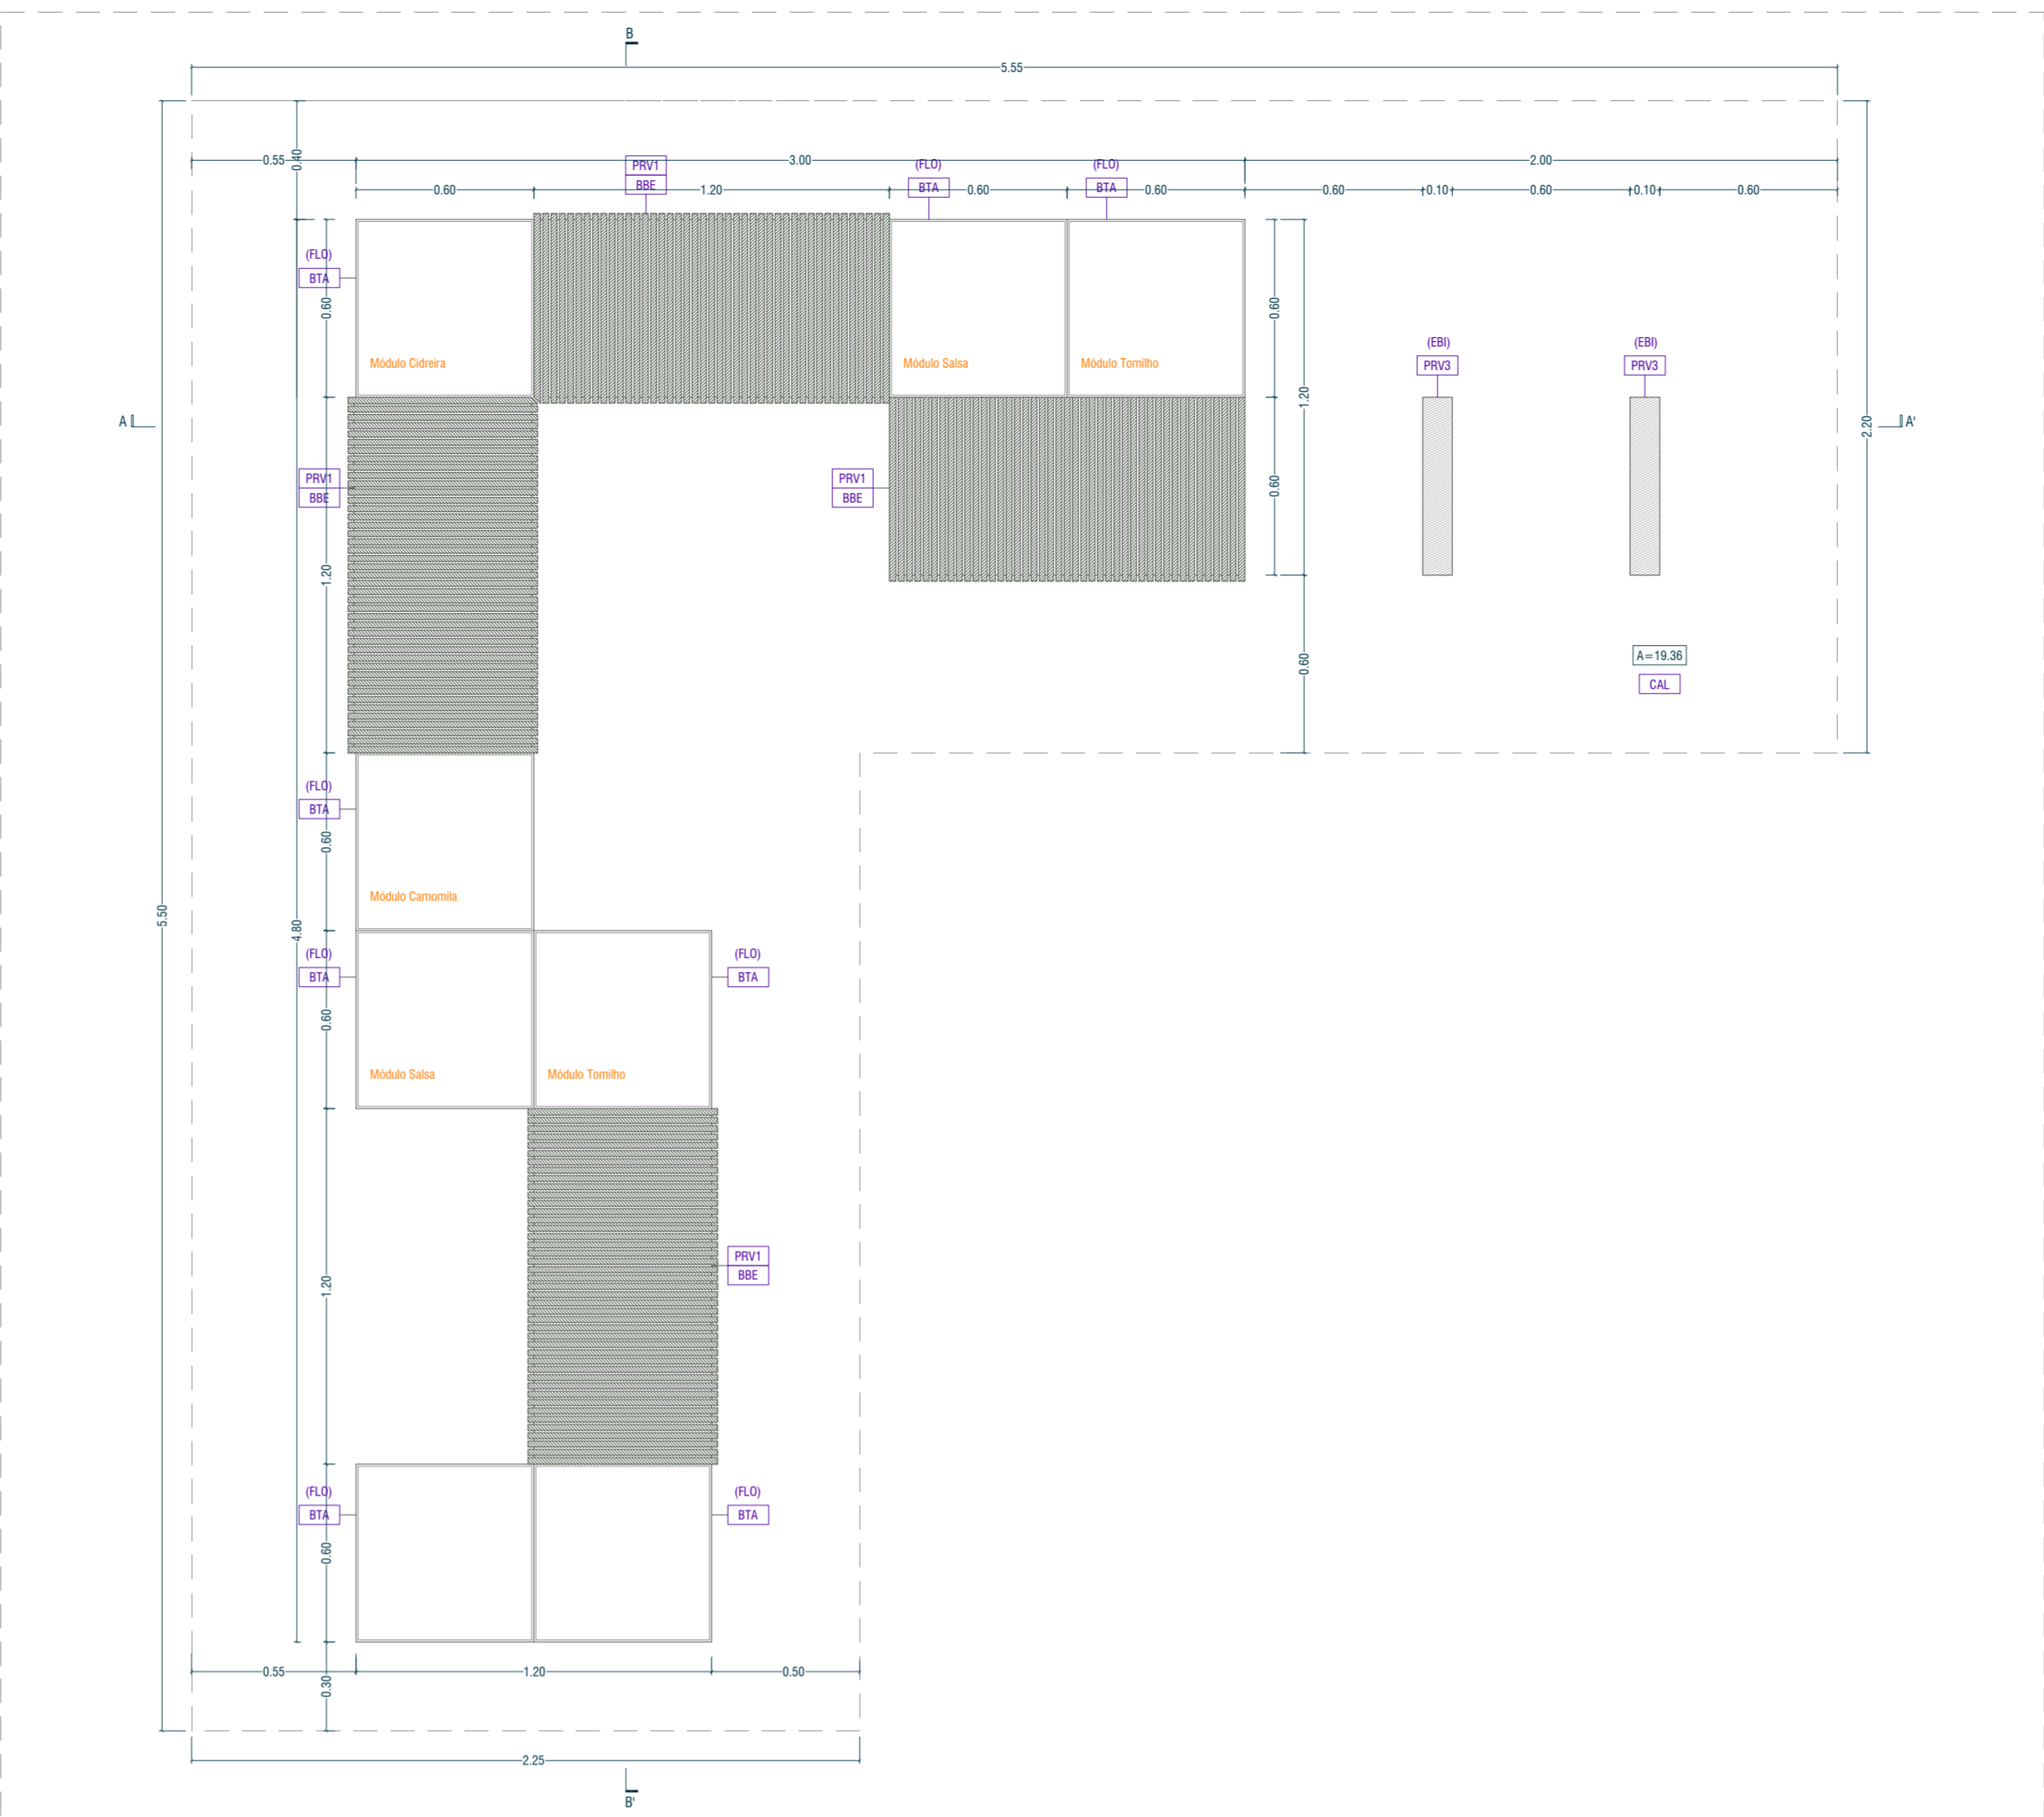 B
5.55
0.55
3.00
2.00
0.40
PRV1
BBE
(FLO)
BTA
(FLO)
BTA
0.60
1.20
0.60
0.60
0.60
0.10
0.60
0.10
0.60
(FLO)
BTA
0.60
Módulo Cidreira
Módulo Salsa
Módulo Tomilho
0.60
1.20
(EBI)
PRV3
(EBI)
PRV3
A
A'
2.20
PRV1
BBE
PRV1
BBE
0.60
1.20
0.60
A=19.36
CAL
(FLO)
BTA
0.60
Módulo Camomila
5.50
4.80
(FLO)
BTA
(FLO)
BTA
0.60
Módulo Salsa
Módulo Tomilho
PRV1
BBE
1.20
(FLO)
BTA
(FLO)
BTA
0.60
0.55
1.20
0.50
0.30
2.25
B'